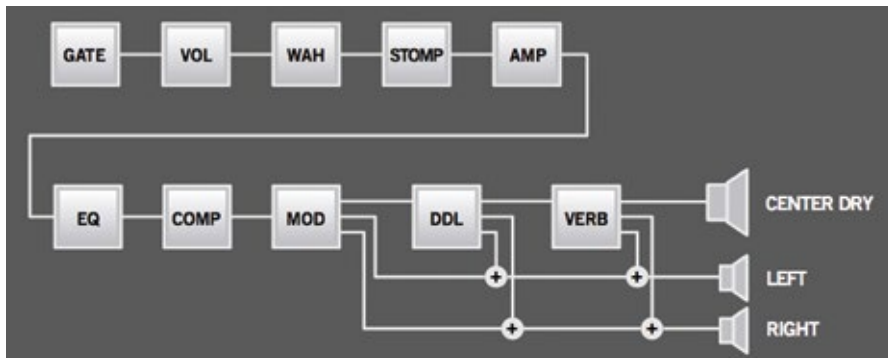 GATE
VOL
WAH
STOMP
AMP
EQ
COMP
MOD
DDL
VERB
CENTER DRY
+
+
LEFT
+
+
RIGHT